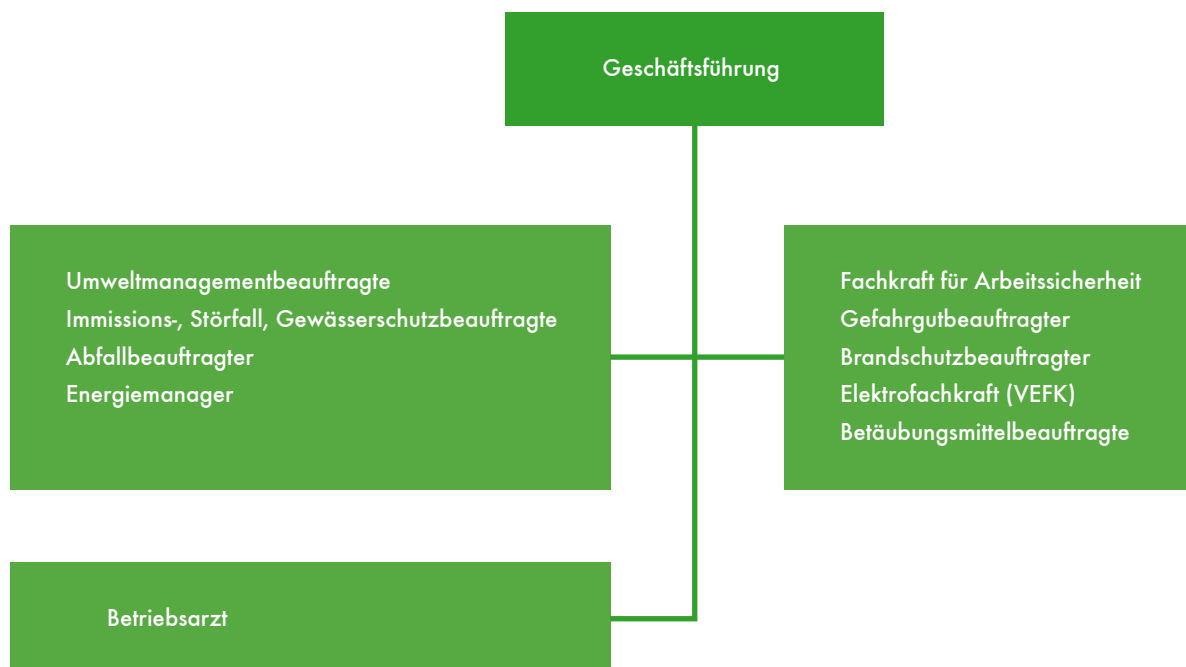 Geschäftsführung
Umweltmanagementbeauftragte
Immissions-, Störfall, Gewässerschutzbeauftragte
Abfallbeauftragter
Energiemanager
Fachkraft für Arbeitssicherheit
Gefahrgutbeauftragter
Brandschutzbeauftragter
Elektrofachkraft (VEFK)
Betäubungsmittelbeauftragte
Betriebsarzt